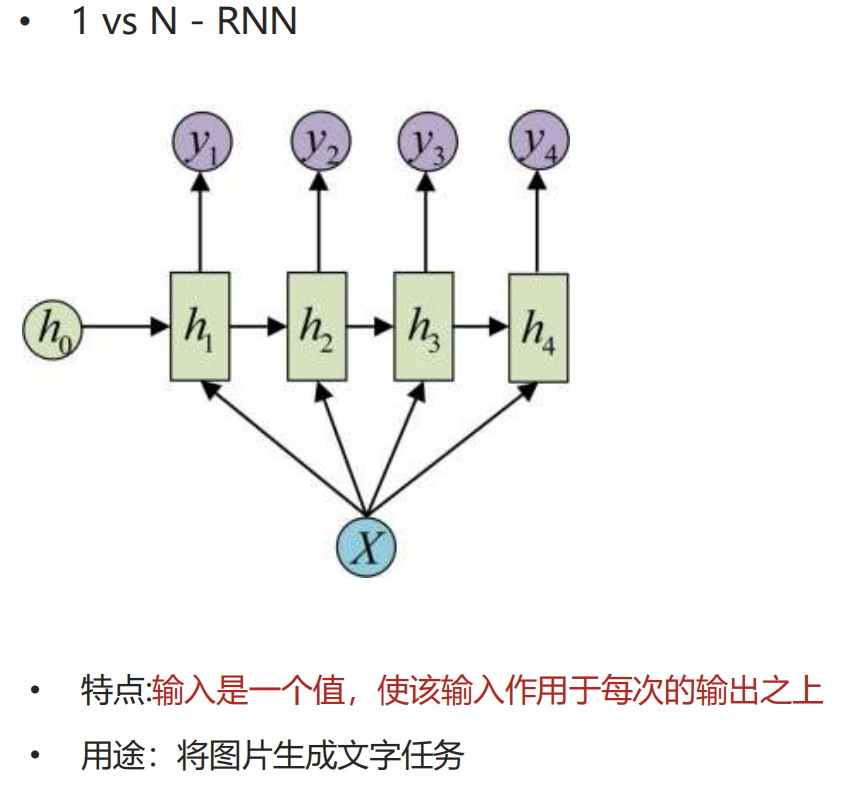 • 1 vs N - RNN
y1 y2 y3 y4
h0 h1 h2 h3 h4
X
• 特点:输入是一个值，使该输入作用于每次的输出之上
• 用途：将图片生成文字任务